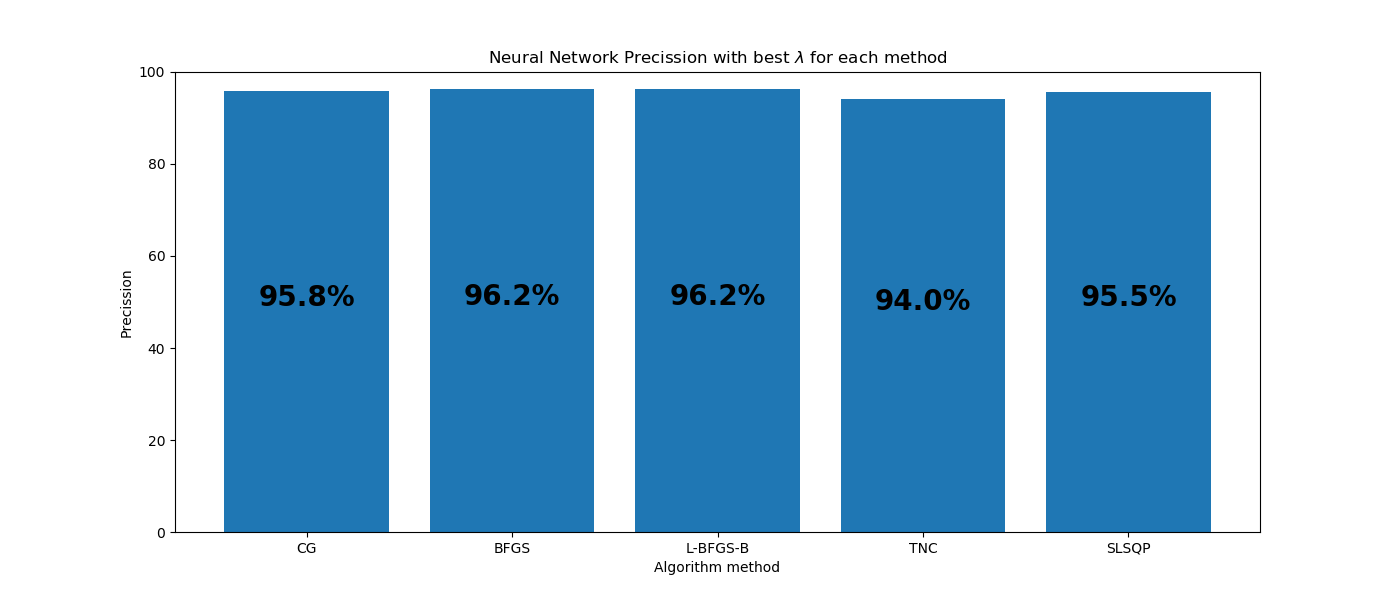 Neural Network Precission with best λ for each method
100
80
60
40
20
0
Precission
95.8%
96.2%
96.2%
94.0%
95.5%
CG
BFGS
L-BFGS-B
TNC
SLSQP
Algorithm method